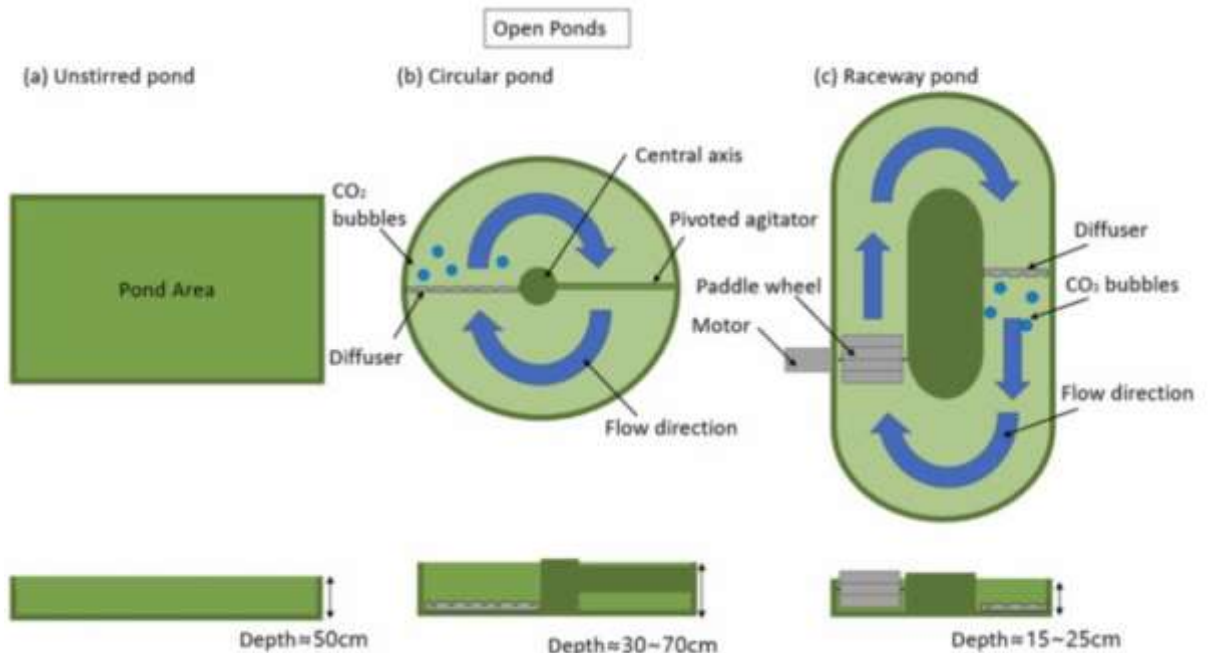 Open Ponds
(a) Unstirred pond
(b) Circular pond
(c) Raceway pond
Central axis
CO₂
bubbles
Pivoted agitator
Diffuser
Pond Area
Paddle wheel
CO₂ bubbles
Motor
Diffuser
Flow direction
Flow direction
Depth≈50cm
Depth≈30~70cm
Depth≈15~25cm